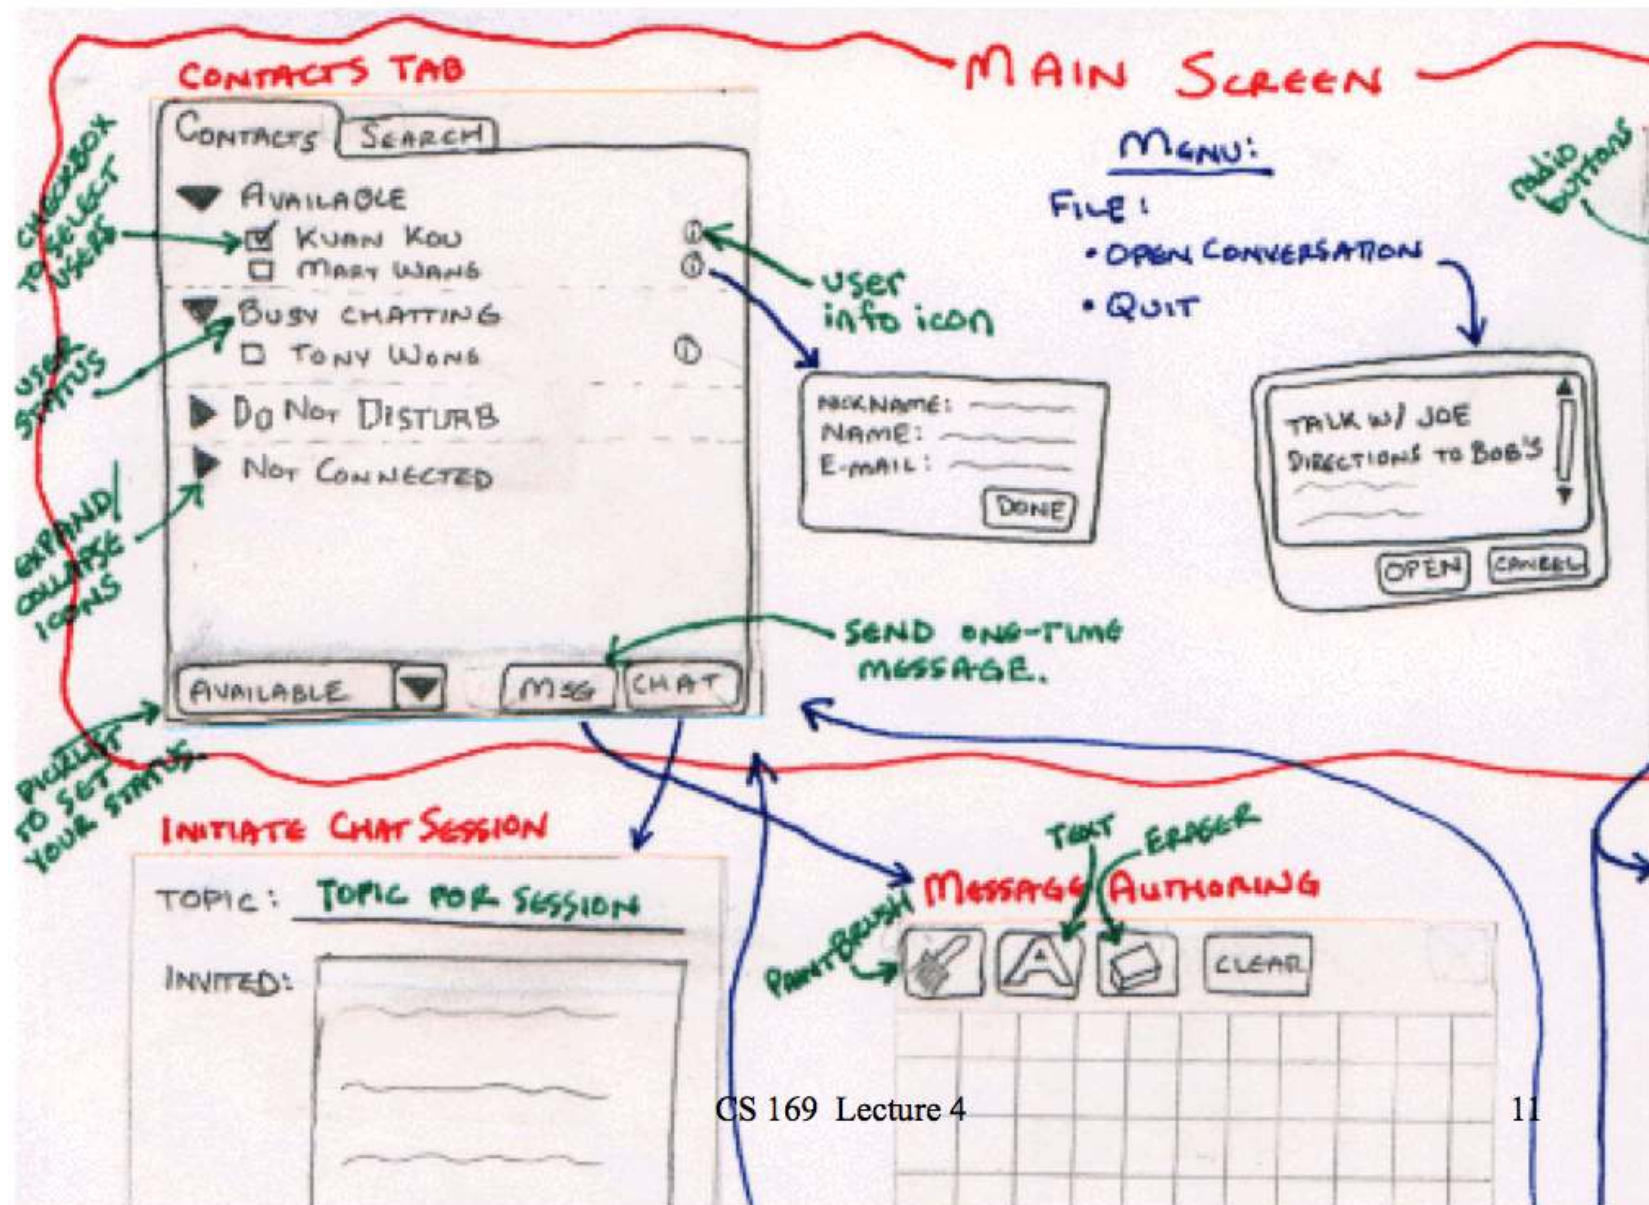 CONTACTS TAB
MAIN SCREEN
CONTACTS
SEARCH
AVAILABLE
KUAN KOU
MARY WANG
BUSY CHATTING
TONY WONG
DO NOT DISTURB
NOT CONNECTED
AVAILABLE
MSG
CHAT
CHECKBOX
TO SELECT
USERS
USER
STATUS
EXPAND/
COLLAPSE
ICONS
PICKLIST
TO SET
YOUR STATUS
user
info icon
NICKNAME:
NAME:
E-MAIL:
DONE
MENU:
FILE:
• OPEN CONVERSATION
• QUIT
radio
buttons
TALK W/ JOE
DIRECTIONS TO BOB'S
OPEN
CANCEL
SEND ONE-TIME
MESSAGE.
INITIATE CHAT SESSION
TOPIC: TOPIC FOR SESSION
INVITED:
TEXT
ERASER
MESSAGE AUTHORING
PAINTBRUSH
A
CLEAR
CS 169 Lecture 4
11